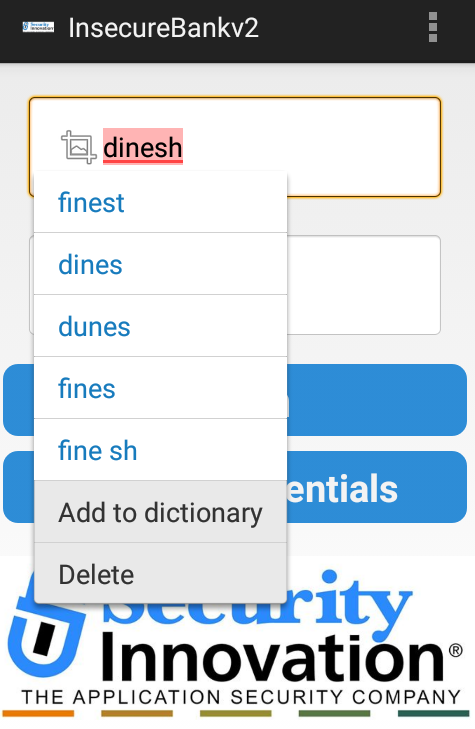 Security
Innovation
InsecureBankv2
dinesh
finest
dines
dunes
fines
fine sh
Add to dictionary
Delete
entials
Security
Innovation®
THE APPLICATION SECURITY COMPANY